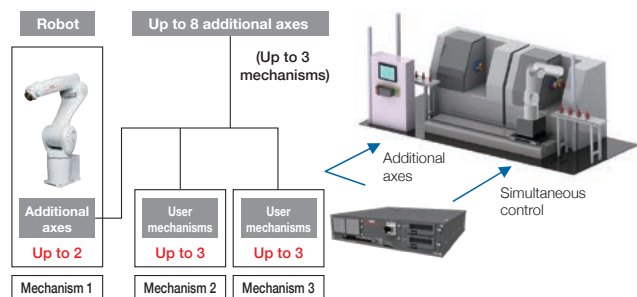 Robot
Up to 8 additional axes
(Up to 3
mechanisms)
Additional
axes
Up to 2
User
mechanisms
Up to 3
User
mechanisms
Up to 3
Mechanism 1
Mechanism 2
Mechanism 3
Additional
axes
Simultaneous
control